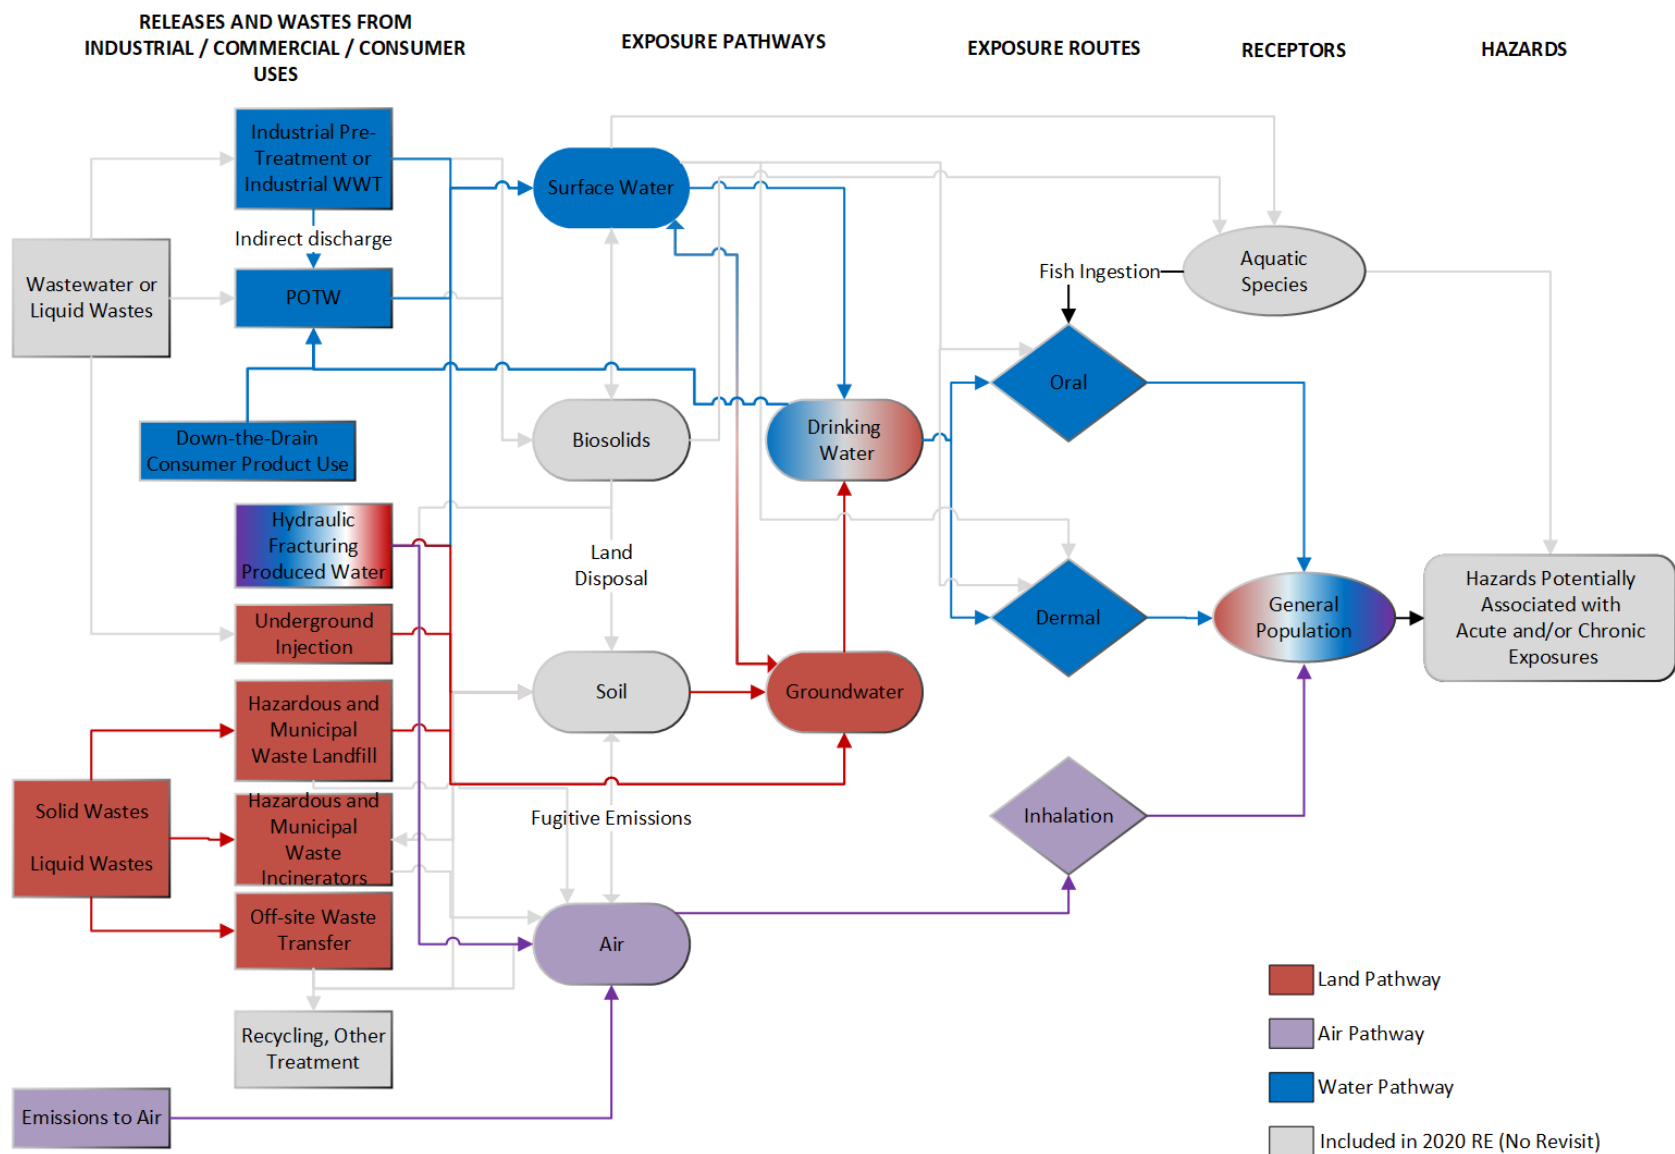 RELEASES AND WASTES FROM
INDUSTRIAL / COMMERCIAL / CONSUMER
USES
EXPOSURE PATHWAYS
EXPOSURE ROUTES
RECEPTORS
HAZARDS
Industrial Pre-
Treatment or
Industrial WWT
Surface Water
Indirect discharge
Wastewater or
Liquid Wastes
POTW
Fish Ingestion
Aquatic
Species
Oral
Down-the-Drain
Consumer Product Use
Biosolids
Drinking
Water
Hydraulic
Fracturing
Produced Water
Land
Disposal
Underground
Injection
Dermal
General
Population
Hazards Potentially
Associated with
Acute and/or Chronic
Exposures
Soil
Groundwater
Hazardous and
Municipal
Waste Landfill
Solid Wastes
Liquid Wastes
Hazardous and
Municipal
Waste
Incinerators
Fugitive Emissions
Inhalation
Off-site Waste
Transfer
Air
Recycling, Other
Treatment
Emissions to Air
Land Pathway
Air Pathway
Water Pathway
Included in 2020 RE (No Revisit)